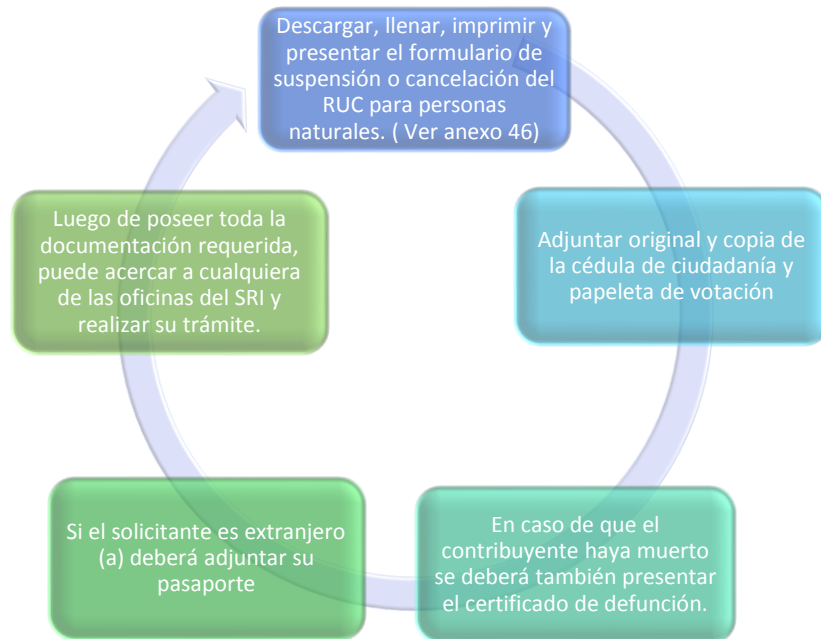 Descargar, llenar, imprimir y
presentar el formulario de
suspensión o cancelación del
RUC para personas
naturales. ( Ver anexo 46)
Adjuntar original y copia de
la cédula de ciudadanía y
papeleta de votación
En caso de que el
contribuyente haya muerto
se deberá también presentar
el certificado de defunción.
Si el solicitante es extranjero
(a) deberá adjuntar su
pasaporte
Luego de poseer toda la
documentación requerida,
puede acercar a cualquiera
de las oficinas del SRI y
realizar su trámite.